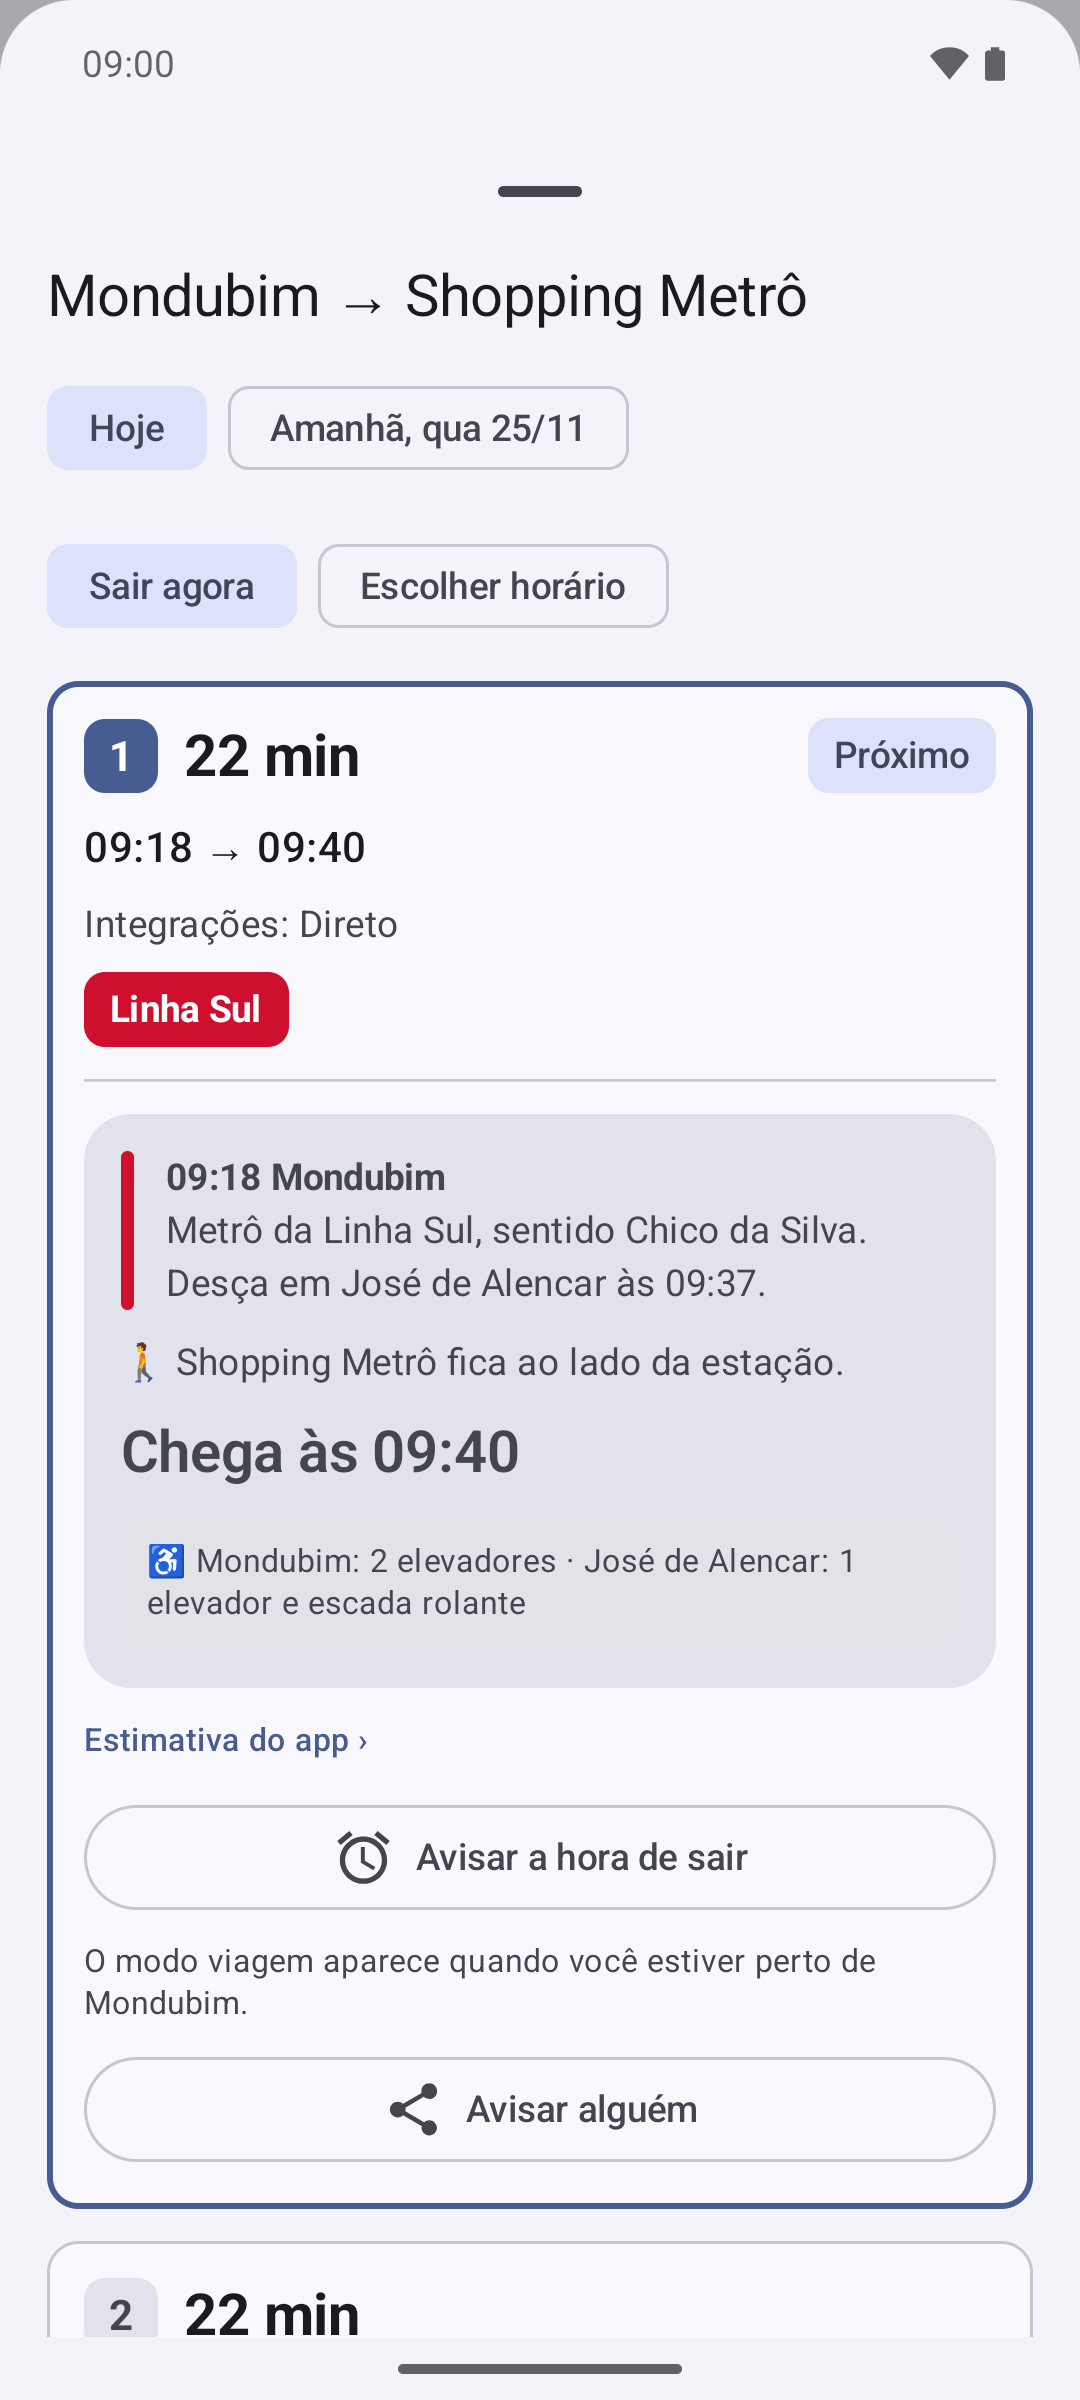 09:00
Mondubim → Shopping Metrô
Hoje
Amanhã, qua 25/11
Sair agora
Escolher horário
1
22 min
Próximo
09:18 → 09:40
Integrações: Direto
Linha Sul
09:18 Mondubim
Metrô da Linha Sul, sentido Chico da Silva.
Desça em José de Alencar às 09:37.
🚶 Shopping Metrô fica ao lado da estação.
Chega às 09:40
♿ Mondubim: 2 elevadores · José de Alencar: 1
elevador e escada rolante
Estimativa do app ›
Avisar a hora de sair
O modo viagem aparece quando você estiver perto de
Mondubim.
Avisar alguém
2
22 min